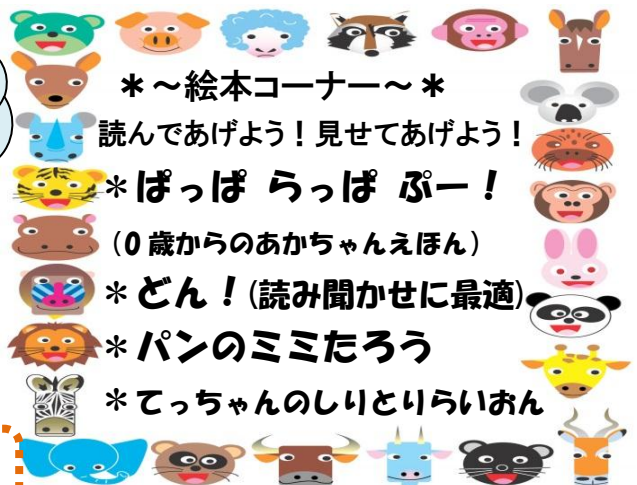 ＊～絵本コーナー～＊
読んであげよう！見せてあげよう！
＊ぱっぱ らっぱ ぷー！
（0歳からのあかちゃんえほん）
＊どん！(読み聞かせに最適)
＊パンのミミたろう
＊てっちゃんのしりとりらいおん